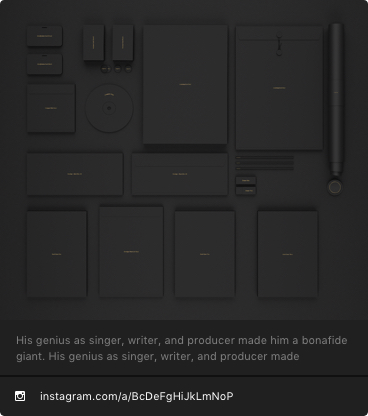 His genius as singer, writer, and producer made him a bonafide
giant. His genius as singer, writer, and producer made
instagram.com/a/BcDeFgHiJkLmNoP